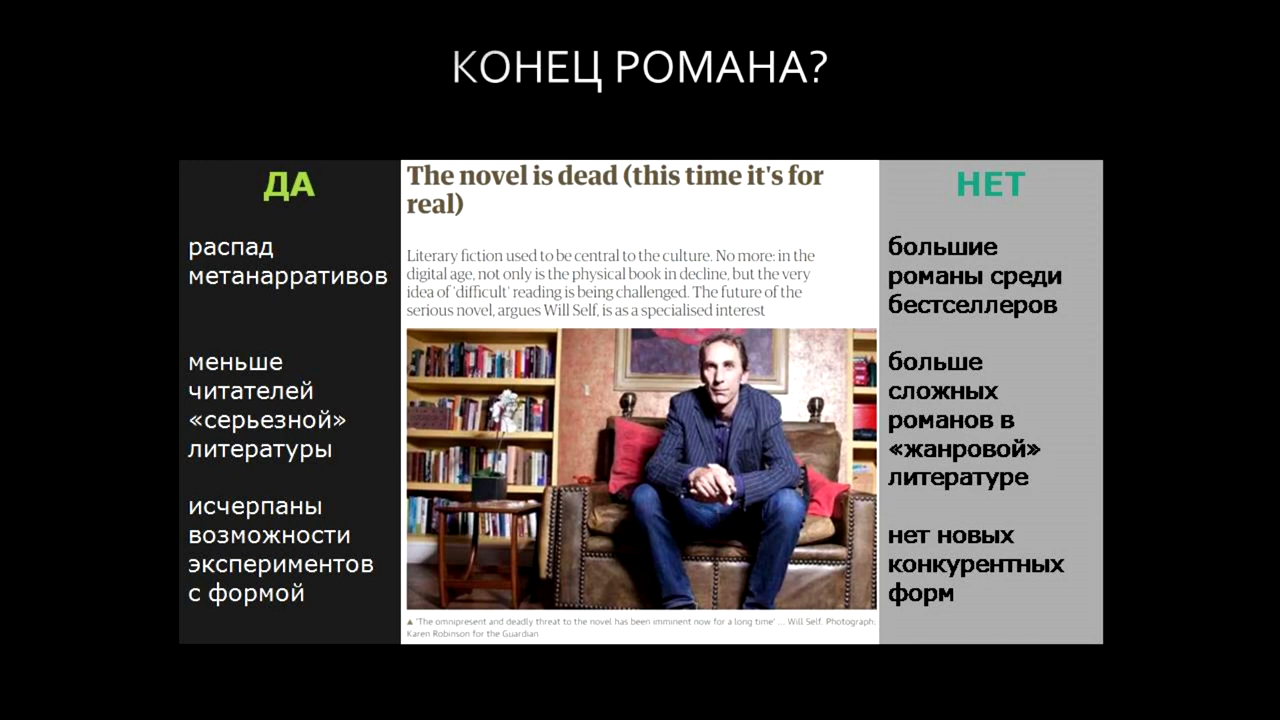 КОНЕЦ РОМАНА?
ДА
распад
метанарративов
меньше
читателей
«серьезной»
литературы
исчерпаны
возможности
экспериментов
с формой
The novel is dead (this time it's for
real)
Literary fiction used to be central to the culture. No more: in the
digital age, not only is the physical book in decline, but the very
idea of 'difficult' reading is being challenged. The future of the
serious novel, argues Will Self, is as a specialised interest
▲ 'The omnipresent and deadly threat to the novel has been imminent now for a long time' ... Will Self. Photograph:
Karen Robinson for the Guardian
НЕТ
большие
романы среди
бестселлеров
больше
сложных
романов в
«жанровой»
литературе
нет новых
конкурентных
форм